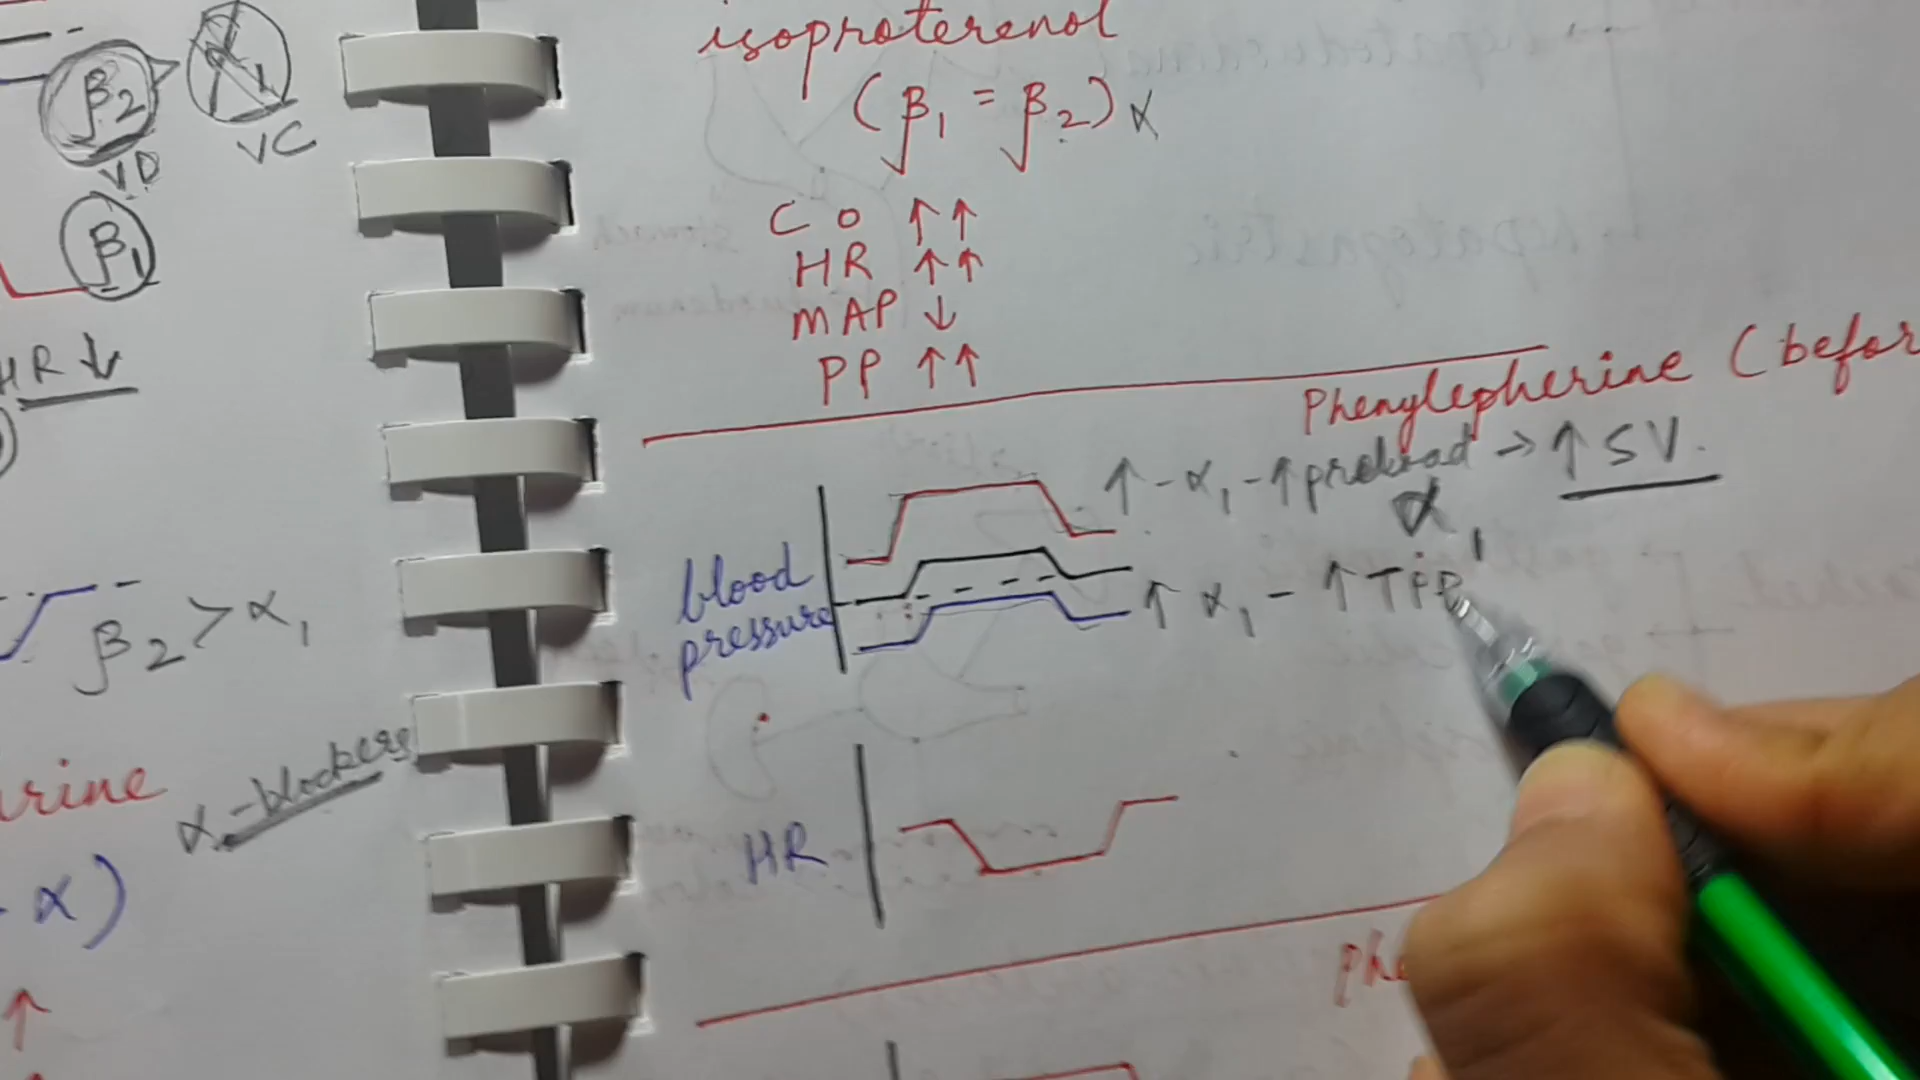 β2
α1
VC
VD
β1
HR ↓
β2 > α1
α-blockers
α)
↑
isoproterenol
(β1 = β2) α
CO ↑↑
HR ↑↑
MAP ↓
PP ↑↑
Phenylepherine (befor
↑ - α1 - ↑ preload → ↑ SV.
α1
blood
pressure
↑ α1 - ↑ TPR
HR